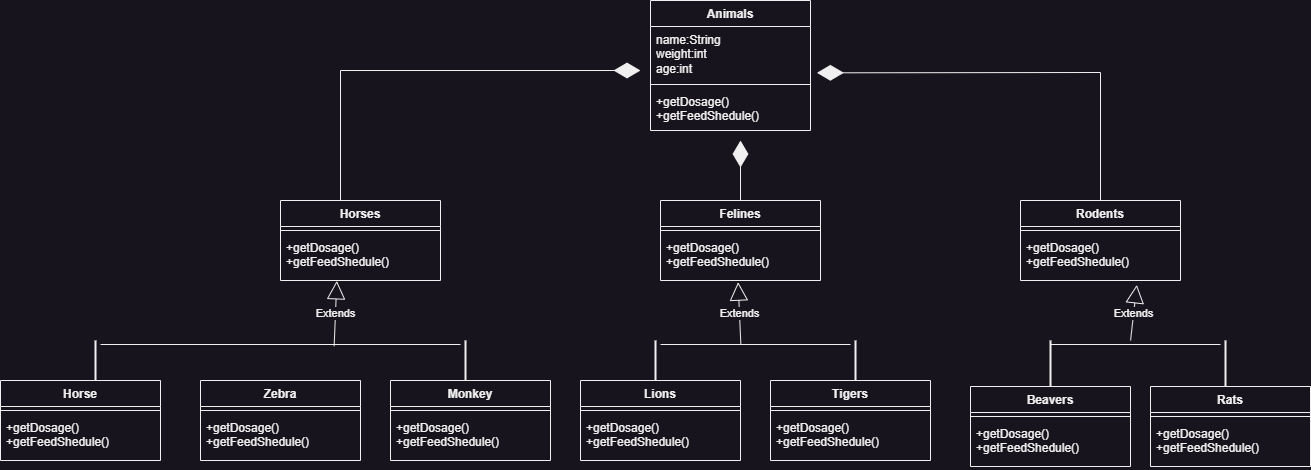 Animals
name:String
weight:int
age:int
+getDosage()
+getFeedShedule()
Horses
+getDosage()
+getFeedShedule()
Felines
+getDosage()
+getFeedShedule()
Rodents
+getDosage()
+getFeedShedule()
Extends
Extends
Extends
Horse
+getDosage()
+getFeedShedule()
Zebra
+getDosage()
+getFeedShedule()
Monkey
+getDosage()
+getFeedShedule()
Lions
+getDosage()
+getFeedShedule()
Tigers
+getDosage()
+getFeedShedule()
Beavers
+getDosage()
+getFeedShedule()
Rats
+getDosage()
+getFeedShedule()